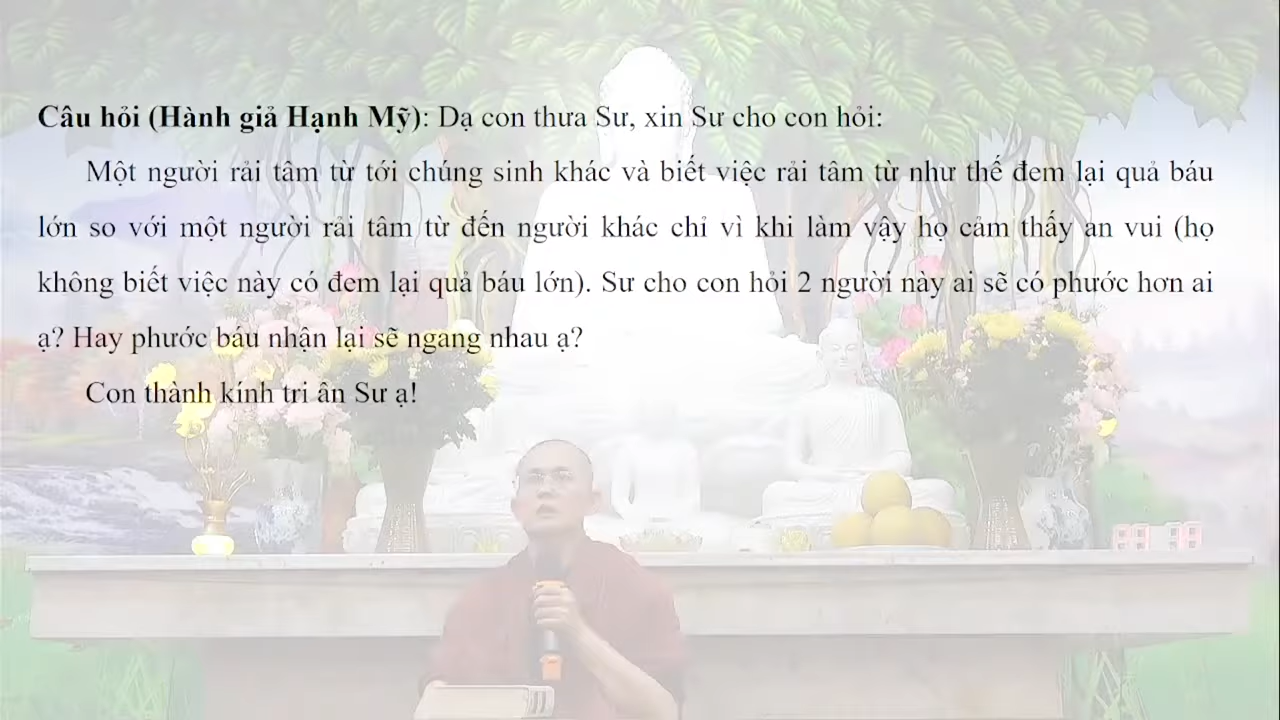 Câu hỏi (Hành giả Hạnh Mỹ): Dạ con thưa Sư, xin Sư cho con hỏi:
Một người rải tâm từ tới chúng sinh khác và biết việc rải tâm từ như thế đem lại quả báu
lớn so với một người rải tâm từ đến người khác chỉ vì khi làm vậy họ cảm thấy an vui (họ
không biết việc này có đem lại quả báu lớn). Sư cho con hỏi 2 người này ai sẽ có phước hơn ai
ạ? Hay phước báu nhận lại sẽ ngang nhau ạ?
Con thành kính tri ân Sư ạ!